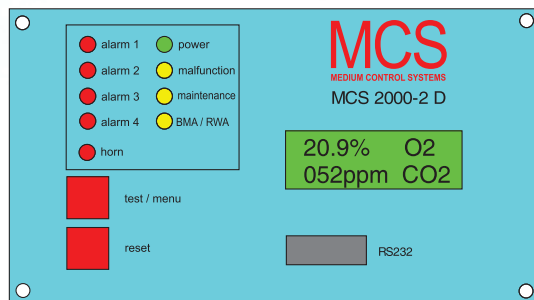 alarm 1 power
alarm 2 malfunction
alarm 3 maintenance
alarm 4 BMA / RWA
horn
test / menu
reset
MCS
MEDIUM CONTROL SYSTEMS
MCS 2000-2 D
20.9% O2
052ppm CO2
RS232